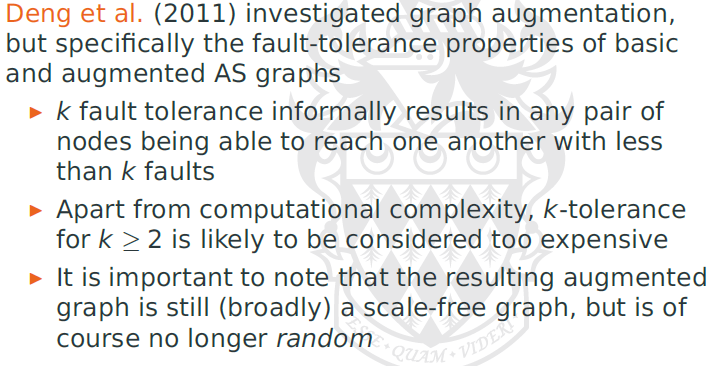 Deng et al. (2011) investigated graph augmentation,
but specifically the fault-tolerance properties of basic
and augmented AS graphs
▶ k fault tolerance informally results in any pair of
nodes being able to reach one another with less
than k faults
▶ Apart from computational complexity, k-tolerance
for k ≥ 2 is likely to be considered too expensive
▶ It is important to note that the resulting augmented
graph is still (broadly) a scale-free graph, but is of
course no longer random
ESSE • QUAM • VIDERI